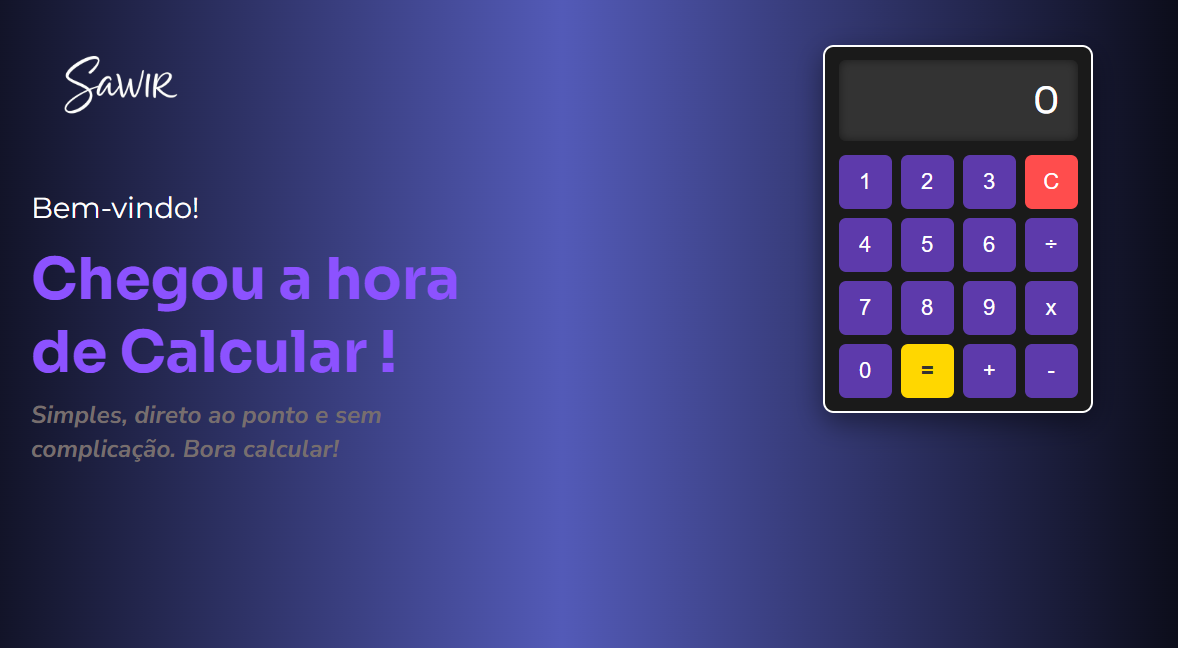 Sawir
Bem-vindo!
Chegou a hora
de Calcular !
Simples, direto ao ponto e sem
complicação. Bora calcular!
0
1 2 3 C
4 5 6 ÷
7 8 9 x
0 = + -